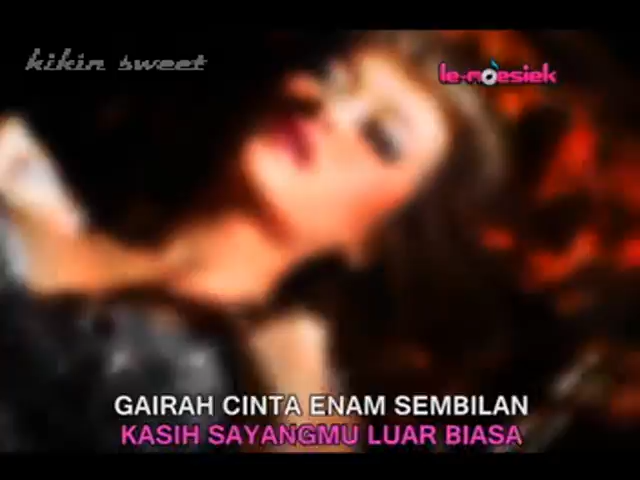 kikin sweet
le-moesiek
GAIRAH CINTA ENAM SEMBILAN
KASIH SAYANGMU LUAR BIASA